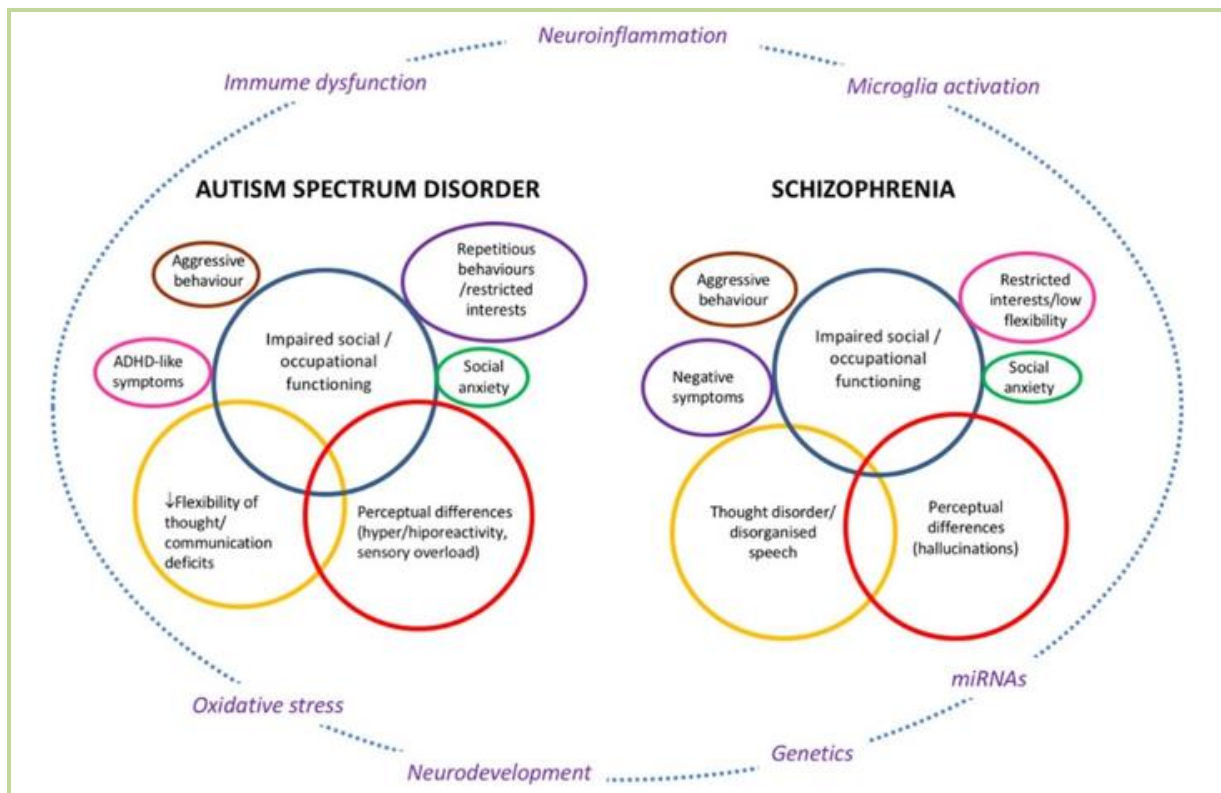 Neuroinflammation
Immume dysfunction
Microglia activation
AUTISM SPECTRUM DISORDER
SCHIZOPHRENIA
Aggressive
behaviour
Repetitious
behaviours
/restricted
interests
Impaired social /
occupational
functioning
ADHD-like
symptoms
Social
anxiety
↓Flexibility of
thought/
communication
deficits
Perceptual differences
(hyper/hiporeactivity,
sensory overload)
Aggressive
behaviour
Restricted
interests/low
flexibility
Impaired social /
occupational
functioning
Negative
symptoms
Social
anxiety
Thought disorder/
disorganised
speech
Perceptual
differences
(hallucinations)
Oxidative stress
miRNAs
Genetics
Neurodevelopment